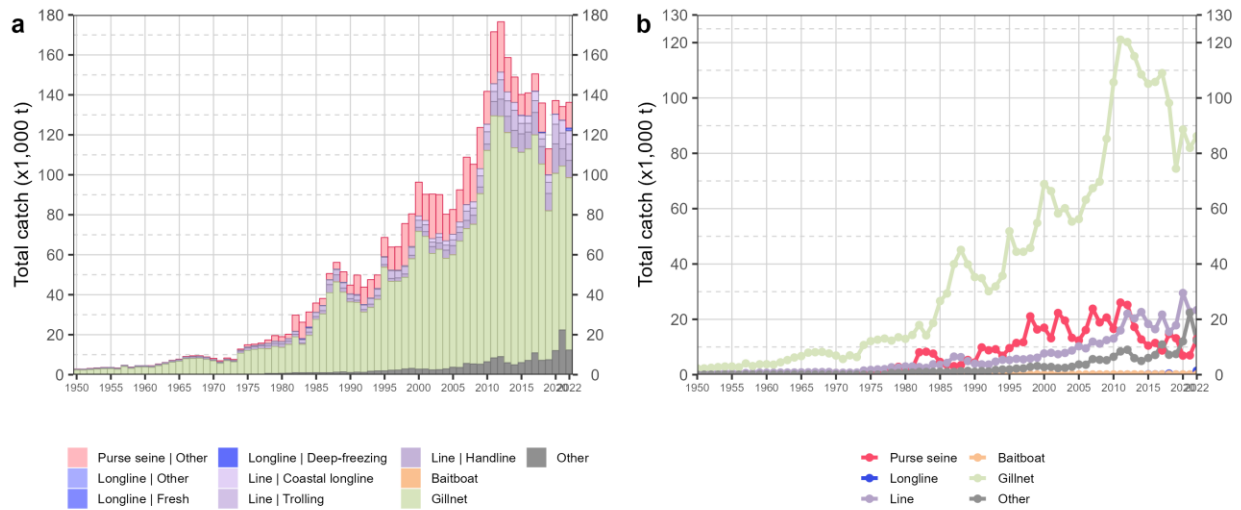 a
Total catch (x1,000 t)
180 180
160 160
140 140
120 120
100 100
80 80
60 60
40 40
20 20
0 0
1950 1955 1960 1965 1970 1975 1980 1985 1990 1995 2000 2005 2010 2015 2020 2022
Purse seine | Other
Longline | Other
Longline | Fresh
Longline | Deep-freezing
Line | Coastal longline
Line | Trolling
Line | Handline
Baitboat
Gillnet
Other
b
Total catch (x1,000 t)
130 130
120 120
100 100
80 80
60 60
40 40
20 20
0 0
1950 1955 1960 1965 1970 1975 1980 1985 1990 1995 2000 2005 2010 2015 2020 2022
Purse seine
Longline
Line
Baitboat
Gillnet
Other